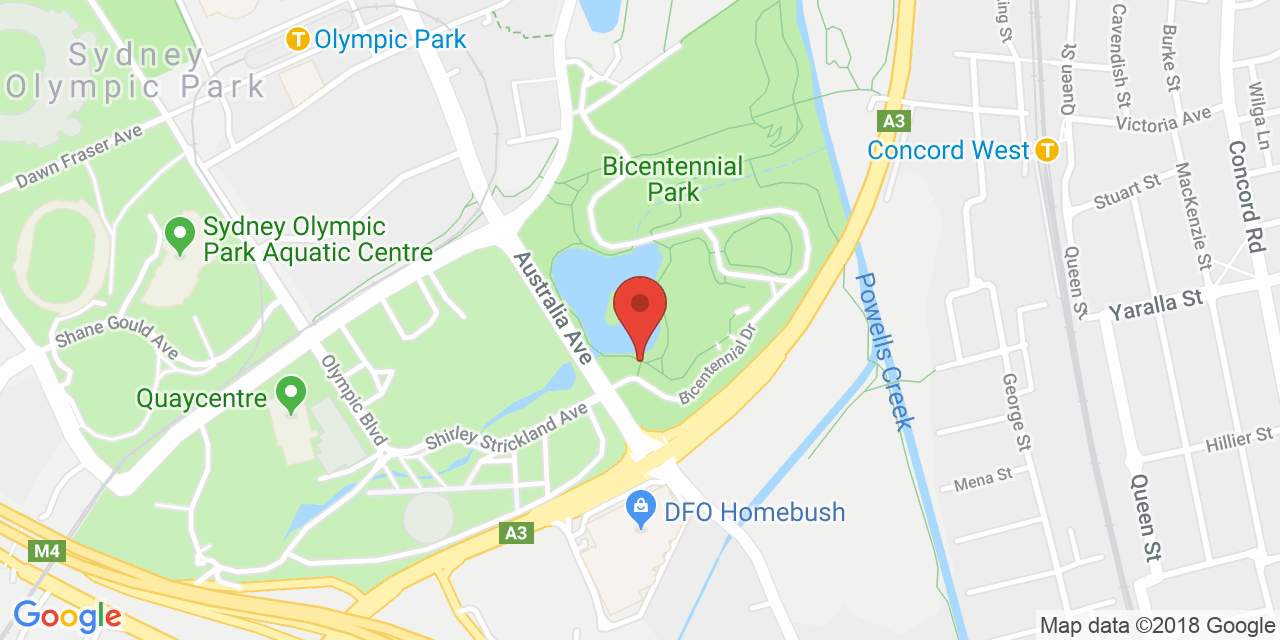 Sydney
Olympic Park
T Olympic Park
Dawn Fraser Ave
Sydney Olympic
Park Aquatic Centre
Shane Gould Ave
Quaycentre
Olympic Blvd
Shirley Strickland Ave
Australia Ave
Bicentennial
Park
Bicentennial Dr
A3
Concord West T
Powells Creek
DFO Homebush
A3
M4
King St
Queen St
Cavendish St
Burke St
Wilga Ln
Victoria Ave
Concord Rd
Stuart St
MacKenzie St
Queen St
Yaralla St
George St
Hillier St
Mena St
Queen St
Google
Map data ©2018 Google